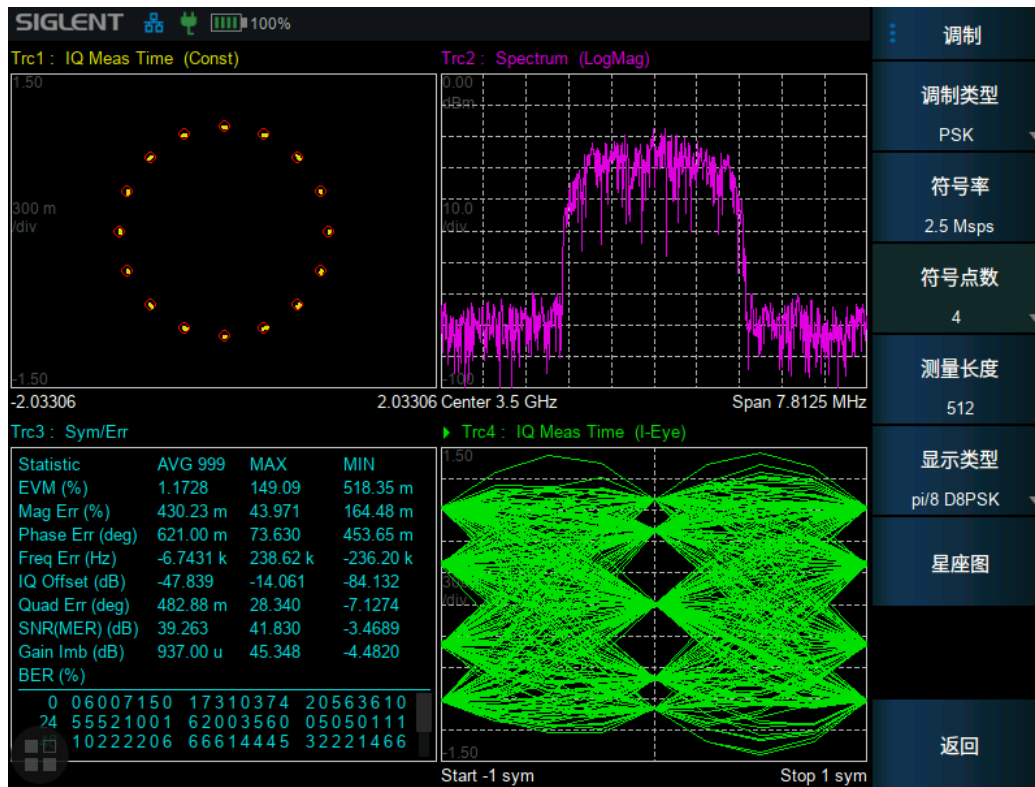 SIGLENT 100%
调制
Trc1 : IQ Meas Time (Const)
Trc2 : Spectrum (LogMag)
1.50
300 m
/div
-1.50
-2.03306
2.03306
0.00
dBm
10.0
/div
-100
Center 3.5 GHz
Span 7.8125 MHz
调制类型
PSK
符号率
2.5 Msps
符号点数
4
测量长度
512
显示类型
pi/8 D8PSK
星座图
返回
Trc3 : Sym/Err
Statistic AVG 999 MAX MIN
EVM (%) 1.1728 149.09 518.35 m
Mag Err (%) 430.23 m 43.971 164.48 m
Phase Err (deg) 621.00 m 73.630 453.65 m
Freq Err (Hz) -6.7431 k 238.62 k -236.20 k
IQ Offset (dB) -47.839 -14.061 -84.132
Quad Err (deg) 482.88 m 28.340 -7.1274
SNR(MER) (dB) 39.263 41.830 -3.4689
Gain Imb (dB) 937.00 u 45.348 -4.4820
BER (%)
0 06007150 17310374 20563610
24 55521001 62003560 05050111
10222206 66614445 32221466
Trc4 : IQ Meas Time (I-Eye)
1.50
/div
-1.50
Start -1 sym
Stop 1 sym